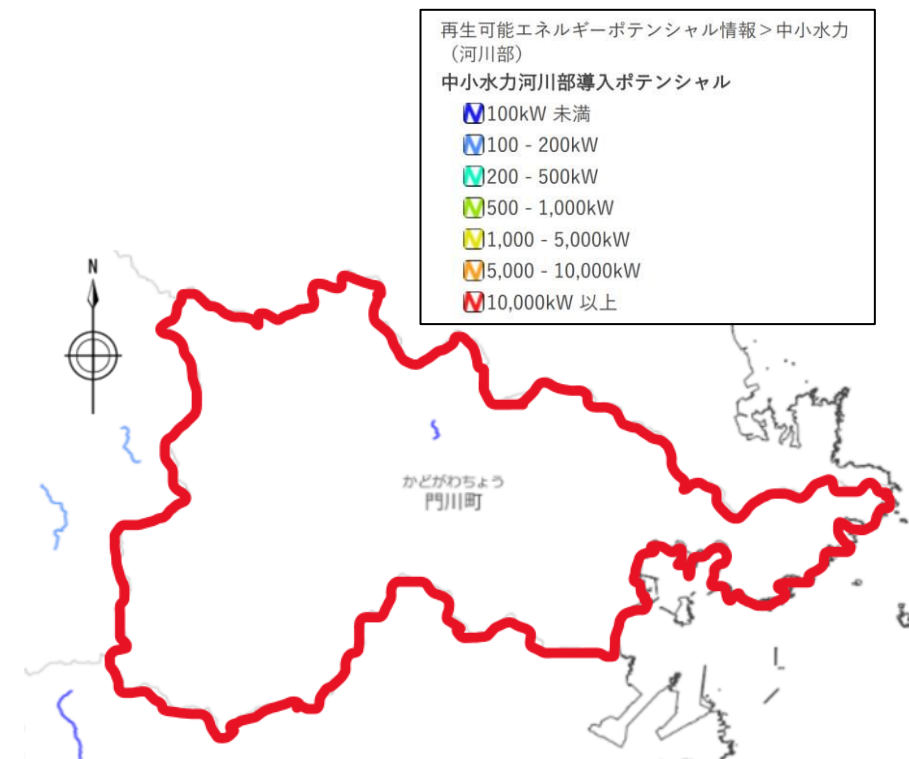 再生可能エネルギーポテンシャル情報＞中小水力
（河川部）
中小水力河川部導入ポテンシャル
100kW 未満
100 - 200kW
200 - 500kW
500 - 1,000kW
1,000 - 5,000kW
5,000 - 10,000kW
10,000kW 以上
N
かどがわちょう
門川町